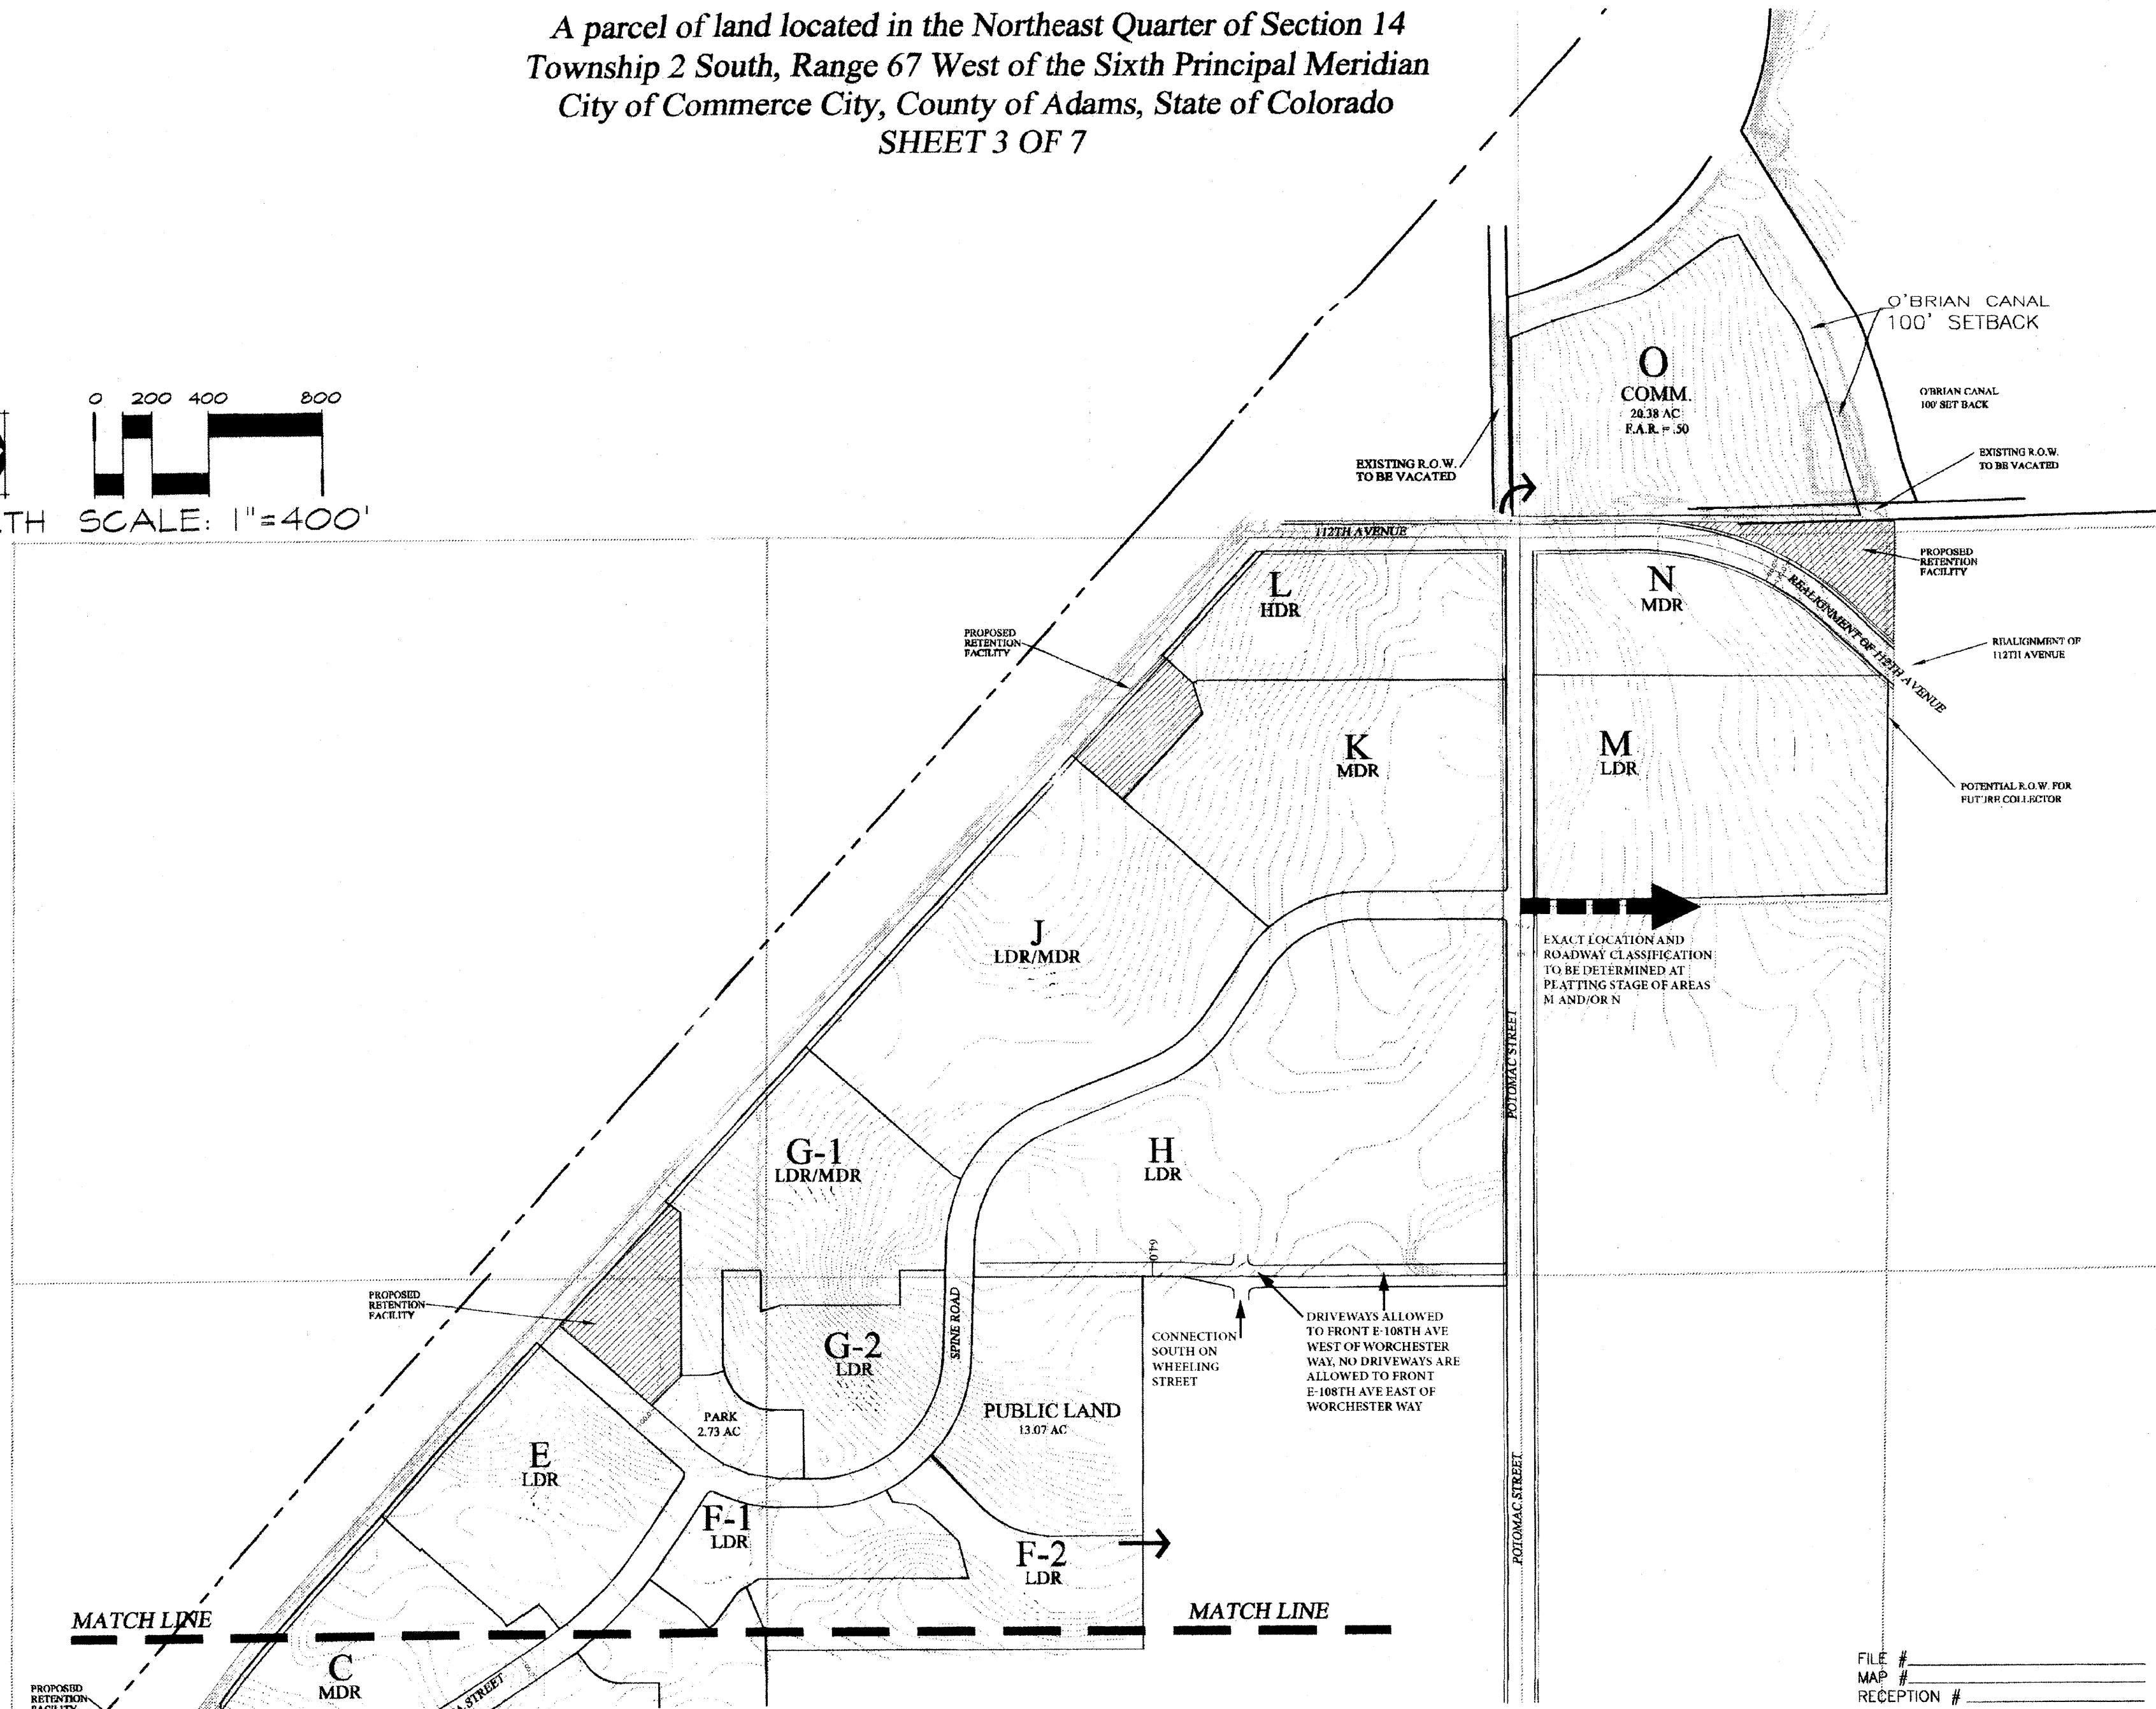 A parcel of land located in the Northeast Quarter of Section 14
Township 2 South, Range 67 West of the Sixth Principal Meridian
City of Commerce City, County of Adams, State of Colorado
SHEET 3 OF 7
O'BRIAN CANAL
100' SETBACK
O
COMM.
20.38 AC
F.A.R. = .50
O'BRIAN CANAL
100' SET BACK
0 200 400 800
SCALE: 1"=400'
EXISTING R.O.W.
TO BE VACATED
EXISTING R.O.W.
TO BE VACATED
112TH AVENUE
PROPOSED
RETENTION
FACILITY
L
HDR
N
MDR
REALIGNMENT OF 112TH AVENUE
REALIGNMENT OF
112TH AVENUE
PROPOSED
RETENTION
FACILITY
K
MDR
M
LDR
POTENTIAL R.O.W. FOR
FUTURE COLLECTOR
J
LDR/MDR
EXACT LOCATION AND
ROADWAY CLASSIFICATION
TO BE DETERMINED AT
PLATTING STAGE OF AREAS
M AND/OR N
POTOMAC STREET
G-1
LDR/MDR
H
LDR
64.0
PROPOSED
RETENTION
FACILITY
SPINE ROAD
G-2
LDR
CONNECTION
SOUTH ON
WHEELING
STREET
DRIVEWAYS ALLOWED
TO FRONT E-108TH AVE
WEST OF WORCHESTER
WAY, NO DRIVEWAYS ARE
ALLOWED TO FRONT
E-108TH AVE EAST OF
WORCHESTER WAY
PARK
2.73 AC
PUBLIC LAND
13.07 AC
E
LDR
F-1
LDR
F-2
LDR
POTOMAC STREET
MATCH LINE
MATCH LINE
C
MDR
STREET
PROPOSED
RETENTION
FACILITY
FILE #
MAP #
RECEPTION #